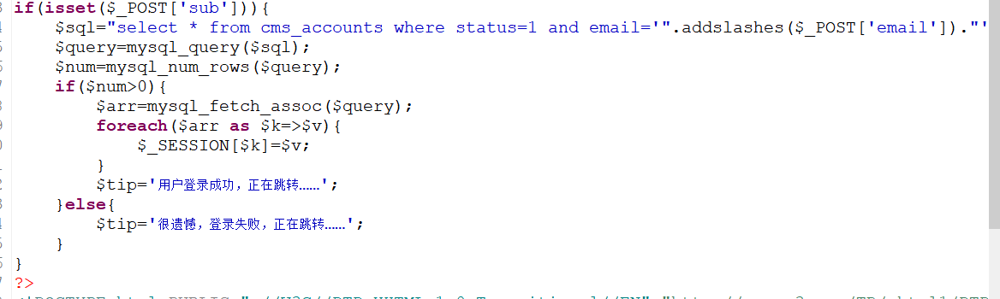 if(isset($_POST['sub'])){
$sql="select * from cms_accounts where status=1 and email='".addslashes($_POST['email'])."'
$query=mysql_query($sql);
$num=mysql_num_rows($query);
if($num>0){
$arr=mysql_fetch_assoc($query);
foreach($arr as $k=>$v){
$_SESSION[$k]=$v;
}
$tip='用户登录成功，正在跳转……';
}else{
$tip='很遗憾，登录失败，正在跳转……';
}
}
?>